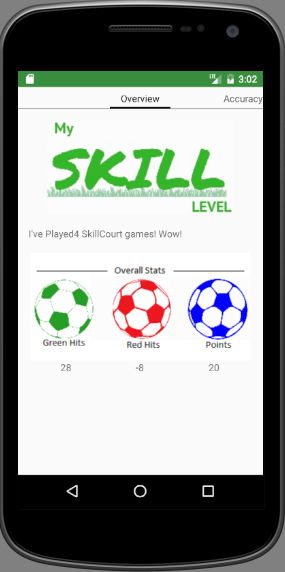 3:02
Overview Accuracy
My
SKILL
LEVEL
I've Played4 SkillCourt games! Wow!
Overall Stats
Green Hits Red Hits Points
28 -8 20